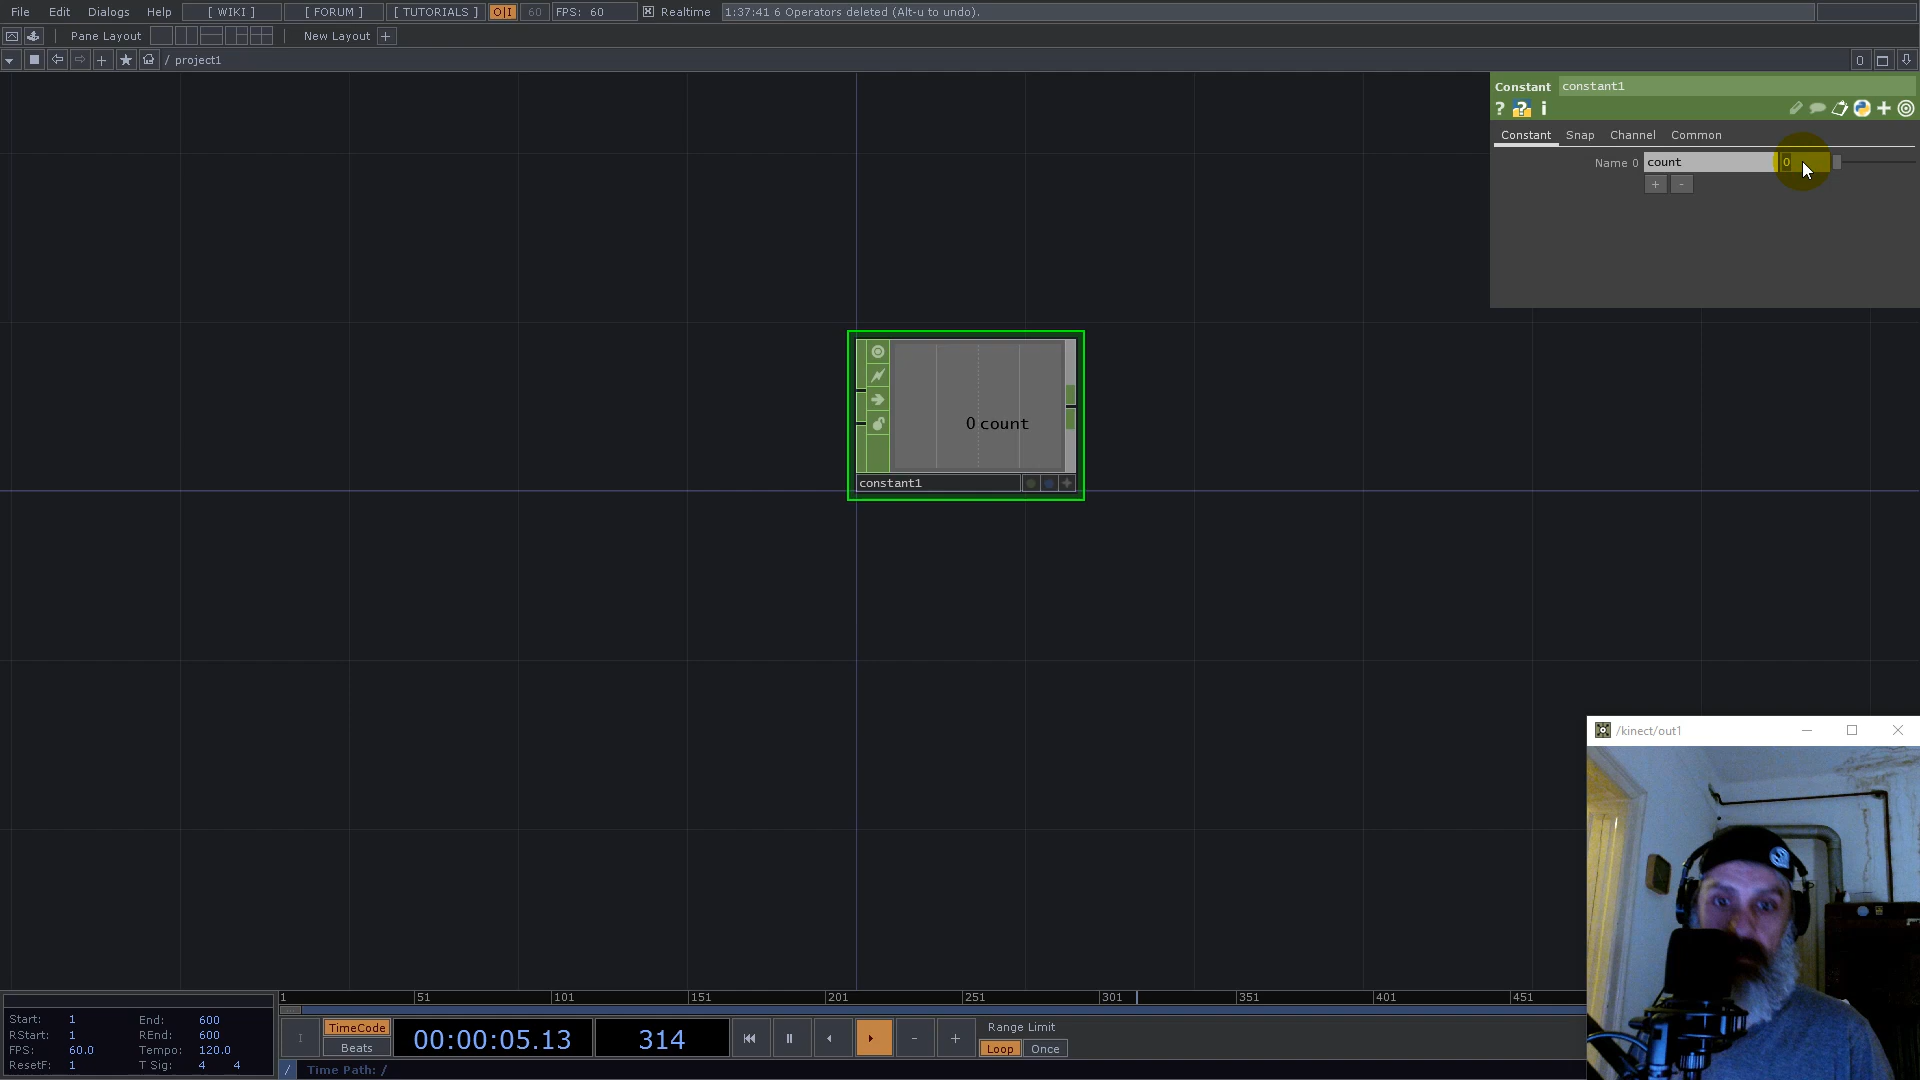 File Edit Dialogs Help [ WIKI ] [ FORUM ] [ TUTORIALS ] O|I 60 FPS: 60 Realtime 1:37:41 6 Operators deleted (Alt-u to undo).
Pane Layout New Layout +
/ project1 0
Constant constant1
? ? i
Constant Snap Channel Common
Name 0 count 0
+ -
0 count
constant1
/kinect/out1
1 51 101 151 201 251 301 351 401 451
Start: 1 End: 600
RStart: 1 REnd: 600
FPS: 60.0 Tempo: 120.0
ResetF: 1 T Sig: 4 4
I TimeCode Beats 00:00:05.13 314 - + Range Limit
Loop Once
/ Time Path: /